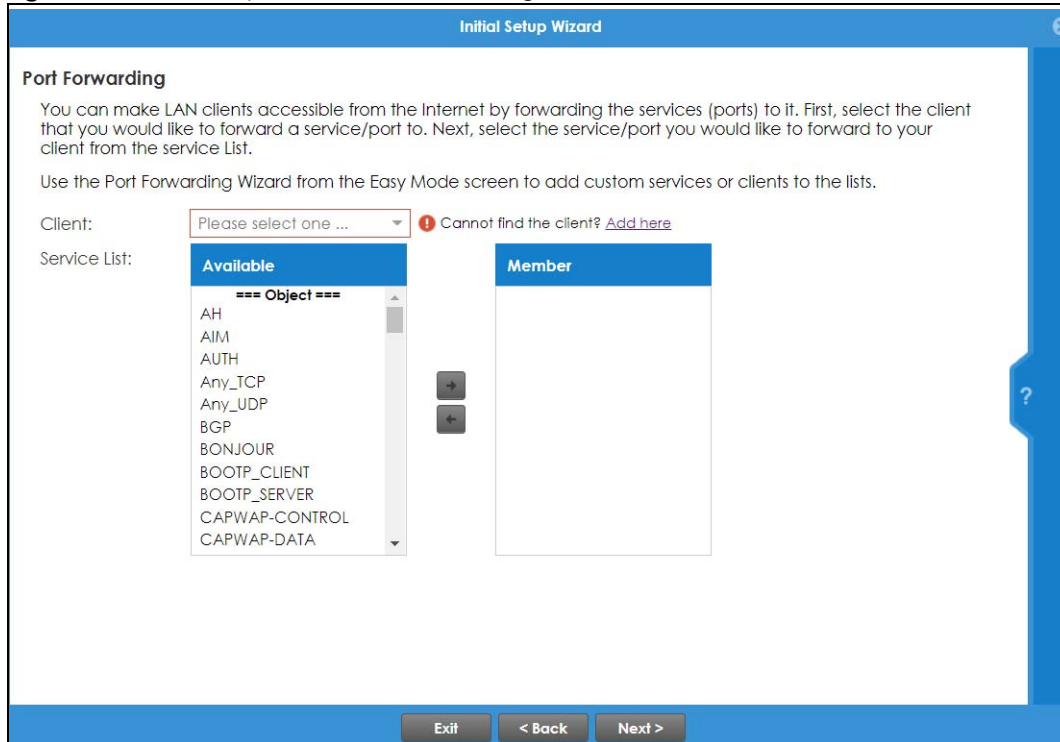 Initial Setup Wizard
Port Forwarding
You can make LAN clients accessible from the Internet by forwarding the services (ports) to it. First, select the client
that you would like to forward a service/port to. Next, select the service/port you would like to forward to your
client from the service List.
Use the Port Forwarding Wizard from the Easy Mode screen to add custom services or clients to the lists.
Client:
Please select one ...
Cannot find the client? Add here
Service List:
Available
Member
=== Object ===
AH
AIM
AUTH
Any_TCP
Any_UDP
BGP
BONJOUR
BOOTP_CLIENT
BOOTP_SERVER
CAPWAP-CONTROL
CAPWAP-DATA
?
Exit
< Back
Next >